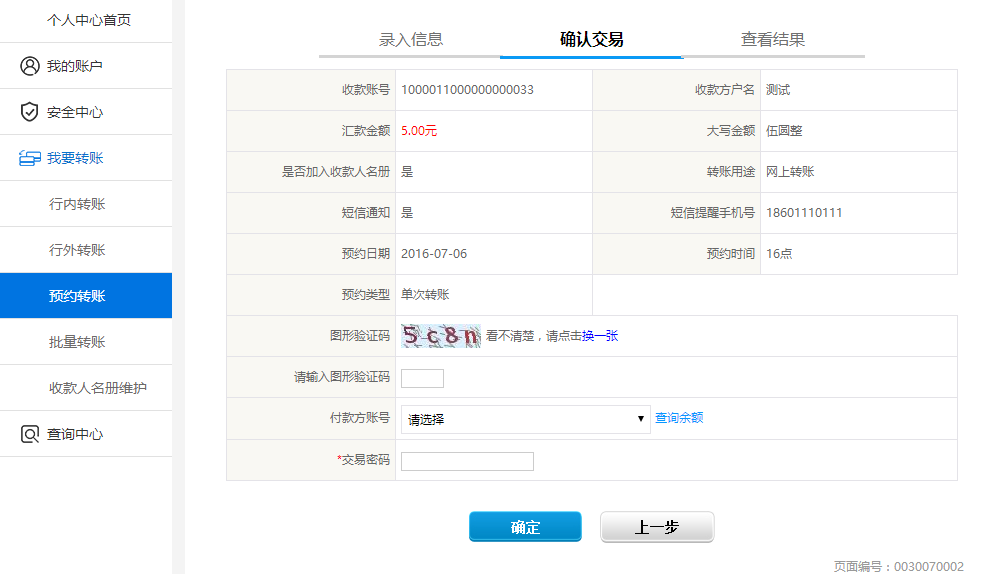 个人中心首页
我的账户
安全中心
我要转账
行内转账
行外转账
预约转账
批量转账
收款人名册维护
查询中心
录入信息 确认交易 查看结果
收款账号 1000011000000000033 收款方户名 测试
汇款金额 5.00元 大写金额 伍圆整
是否加入收款人名册 是 转账用途 网上转账
短信通知 是 短信提醒手机号 18601110111
预约日期 2016-07-06 预约时间 16点
预约类型 单次转账
图形验证码 5c8n 看不清楚，请点击换一张
请输入图形验证码
付款方账号 请选择 查询余额
*交易密码
确定 上一步
页面编号：0030070002